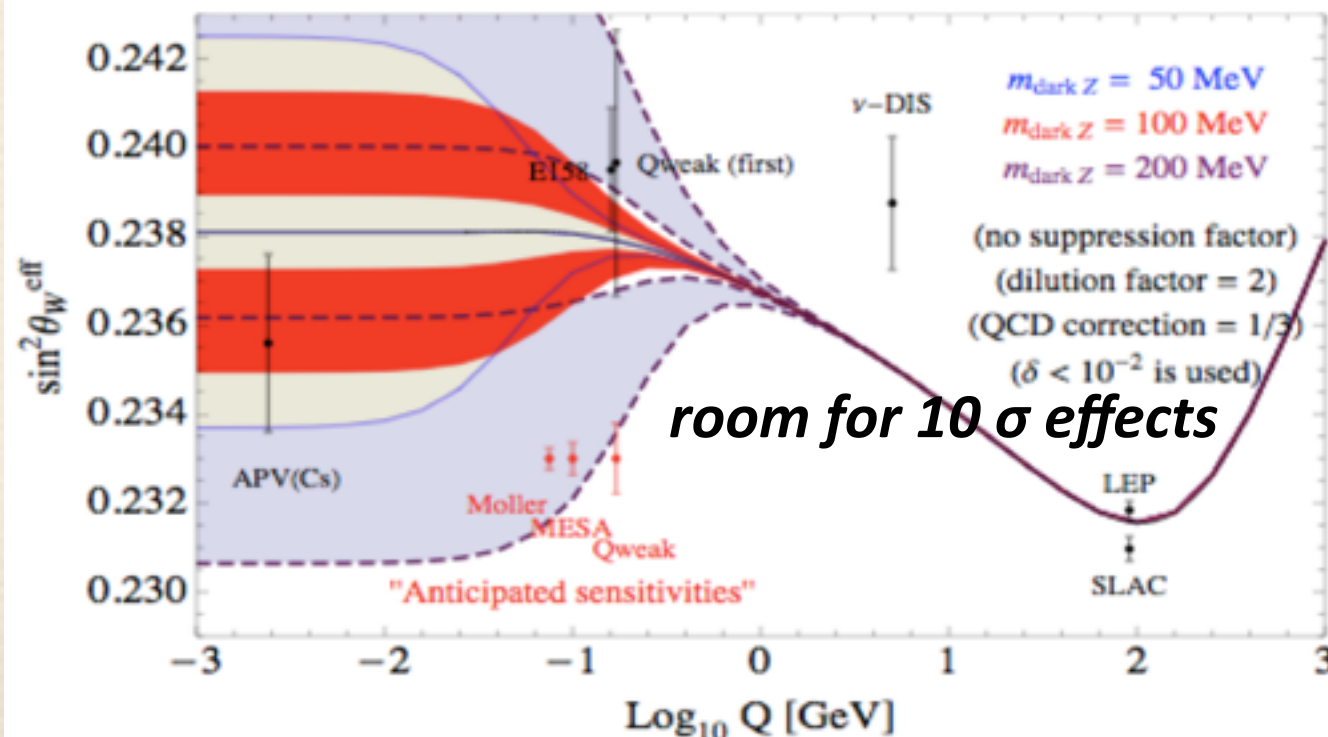 0.242
0.240
0.238
0.236
0.234
0.232
0.230
sin²θ_W^eff
−3
−2
−1
0
1
2
3
Log₁₀ Q [GeV]
APV(Cs)
E158
Qweak (first)
ν−DIS
m_dark Z = 50 MeV
m_dark Z = 100 MeV
m_dark Z = 200 MeV
(no suppression factor)
(dilution factor = 2)
(QCD correction = 1/3)
(δ < 10⁻² is used)
room for 10 σ effects
Moller
MESA
Qweak
"Anticipated sensitivities"
LEP
SLAC